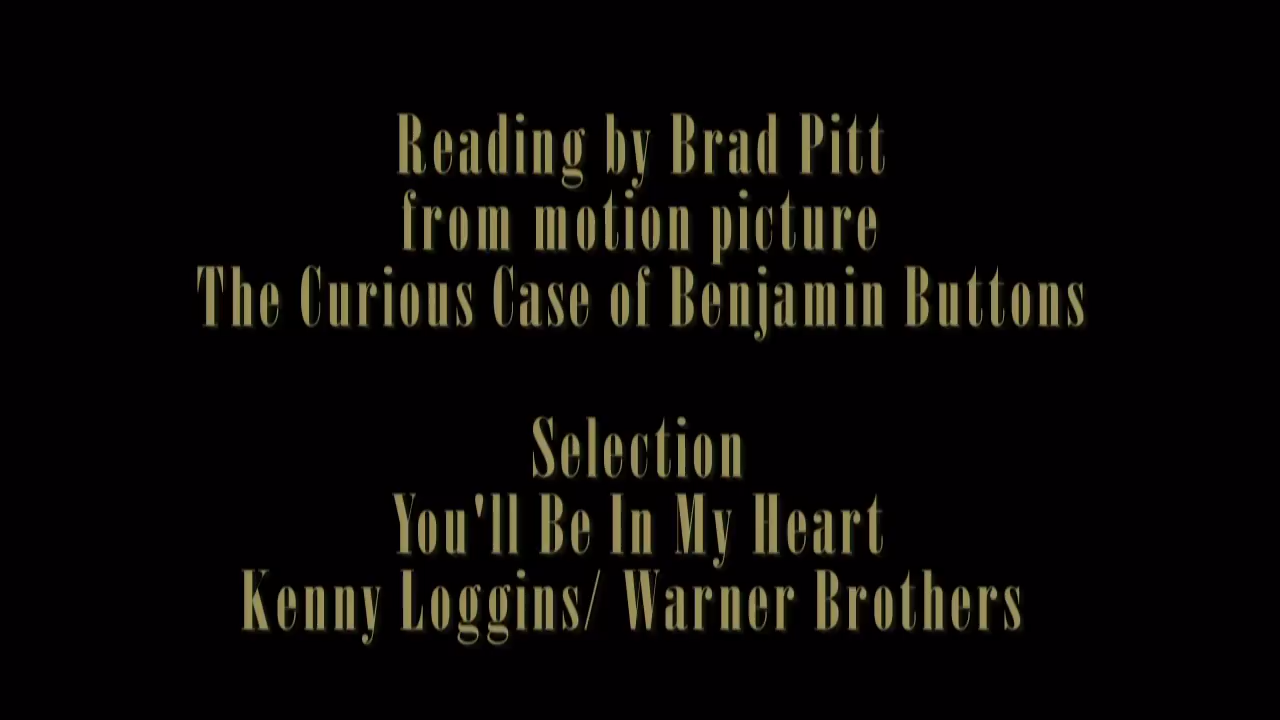 Reading by Brad Pitt
from motion picture
The Curious Case of Benjamin Buttons
Selection
You'll Be In My Heart
Kenny Loggins/ Warner Brothers